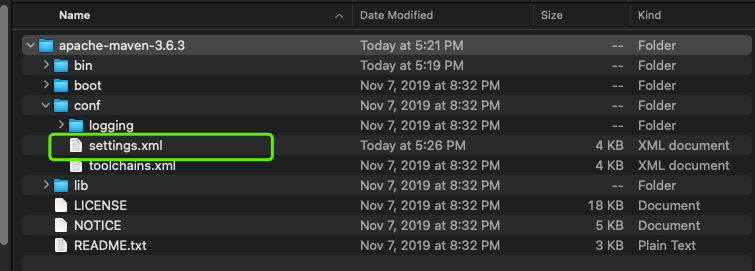 Name Date Modified Size Kind
apache-maven-3.6.3 Today at 5:21 PM -- Folder
bin Today at 5:19 PM -- Folder
boot Nov 7, 2019 at 8:32 PM -- Folder
conf Nov 7, 2019 at 8:32 PM -- Folder
logging Nov 7, 2019 at 8:32 PM -- Folder
settings.xml Today at 5:26 PM 4 KB XML document
toolchains.xml Nov 7, 2019 at 8:32 PM 4 KB XML document
lib Nov 7, 2019 at 8:32 PM -- Folder
LICENSE Nov 7, 2019 at 8:32 PM 18 KB Document
NOTICE Nov 7, 2019 at 8:32 PM 5 KB Document
README.txt Nov 7, 2019 at 8:32 PM 3 KB Plain Text